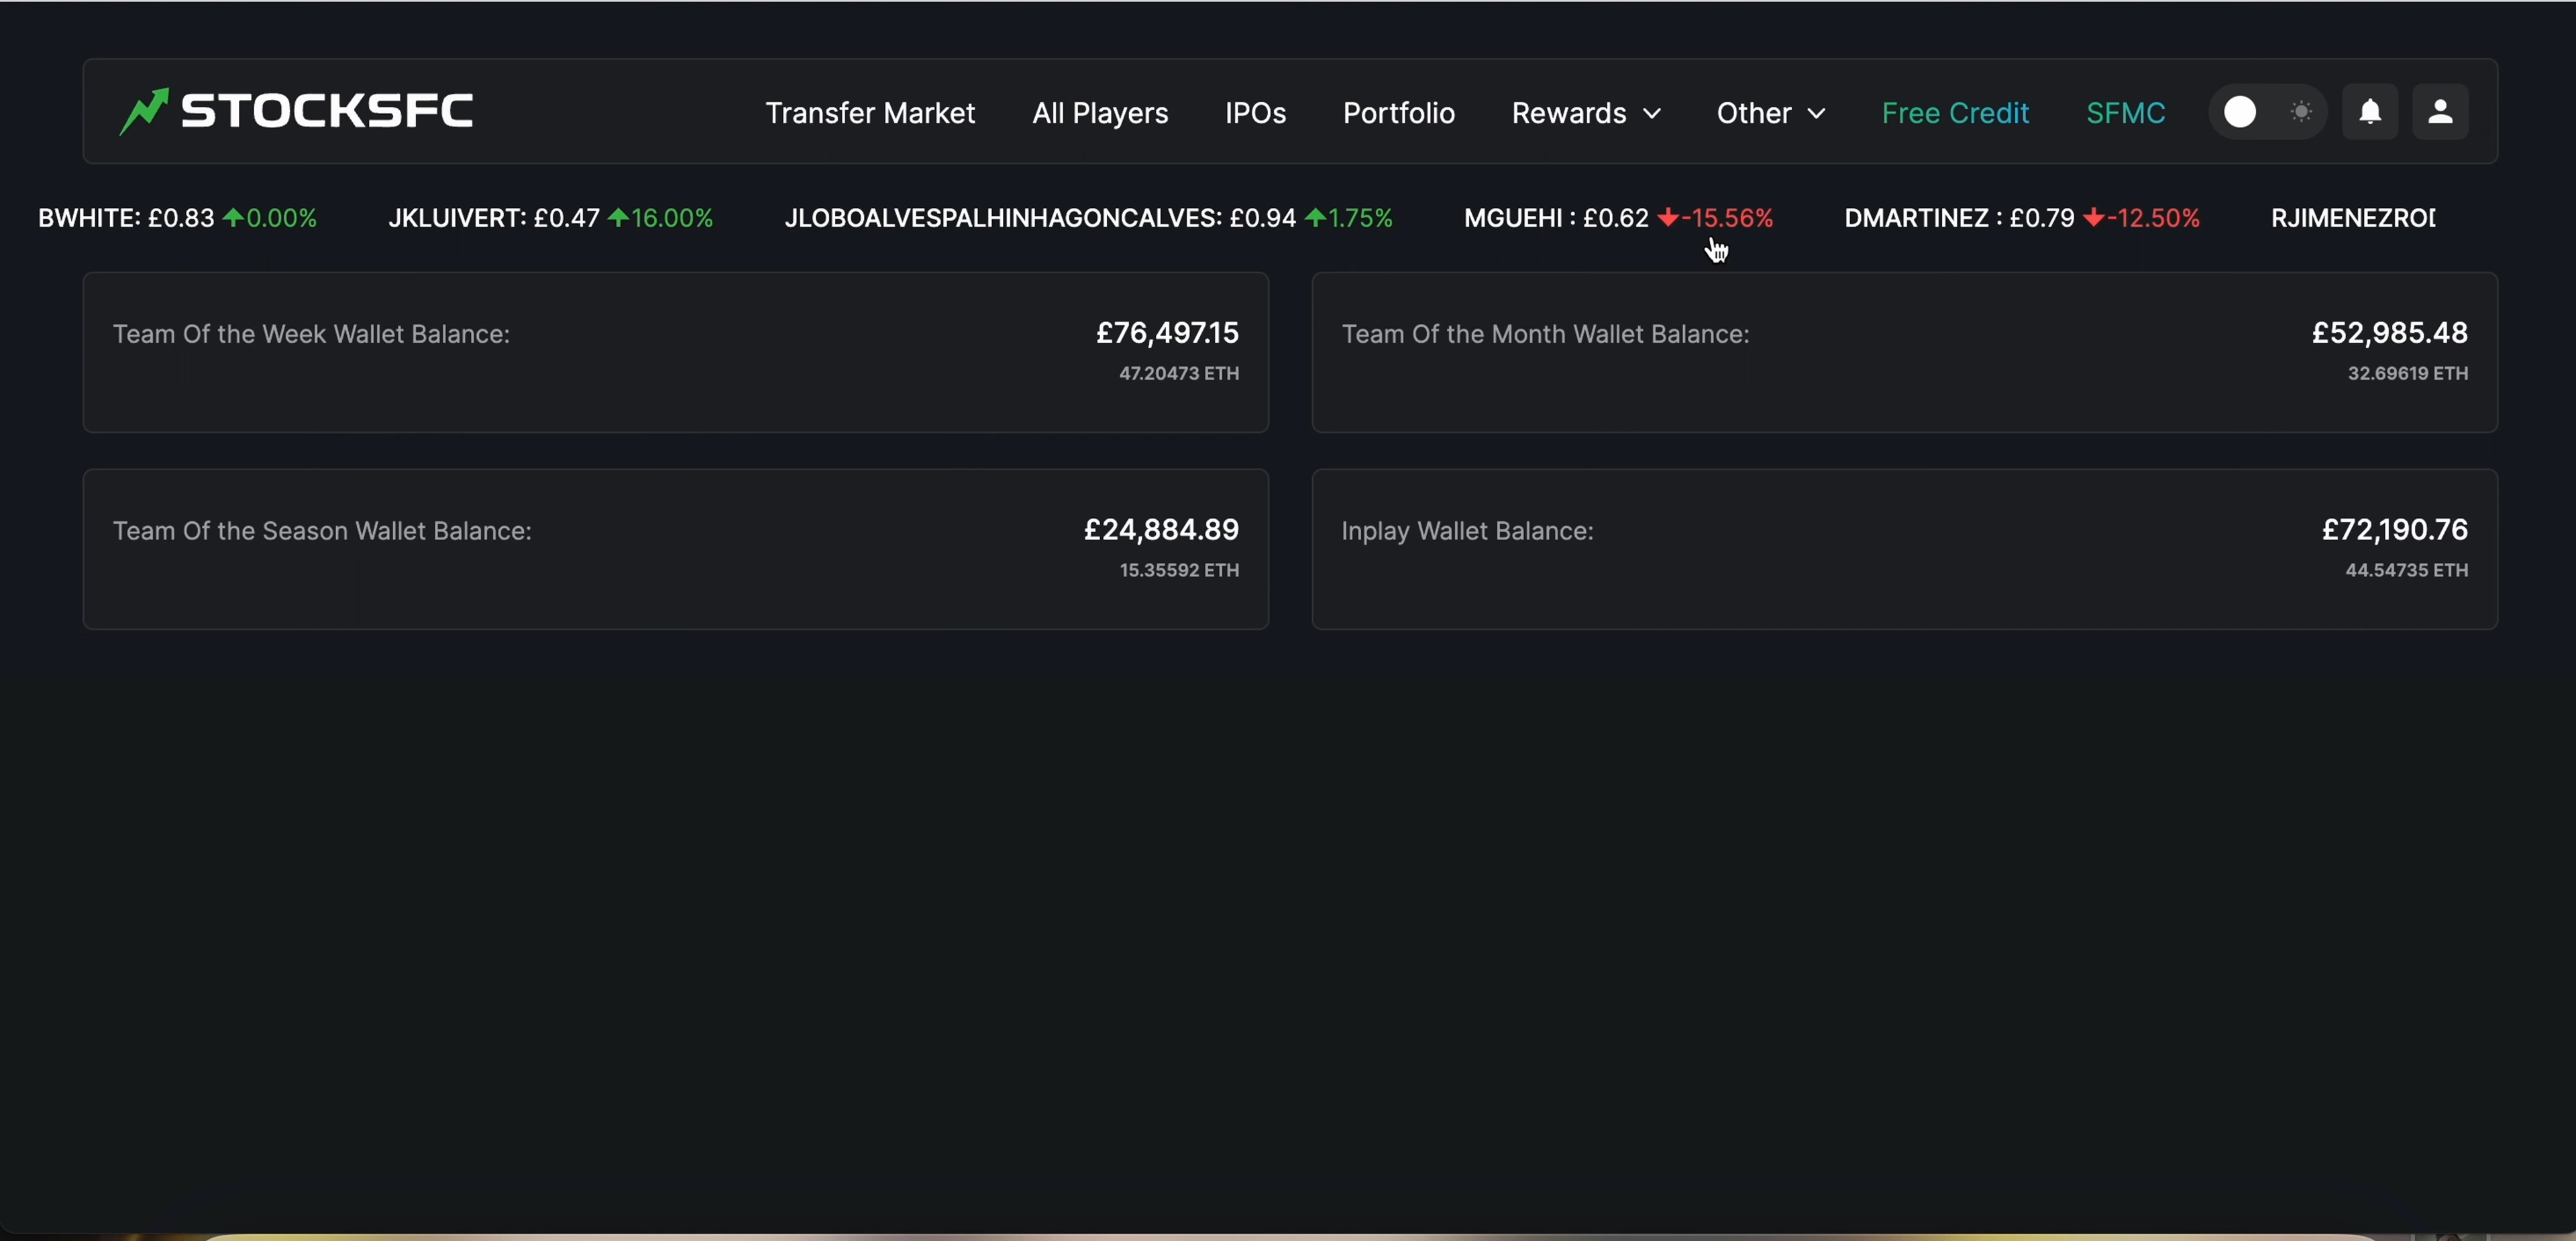 STOCKSFC
Transfer Market All Players IPOs Portfolio Rewards Other Free Credit SFMC
BWHITE: £0.83 0.00% JKLUIVERT: £0.47 16.00% JLOBOALVESPALHINHAGONCALVES: £0.94 1.75% MGUEHI : £0.62 -15.56% DMARTINEZ : £0.79 -12.50% RJIMENEZRO
Team Of the Week Wallet Balance: £76,497.15
47.20473 ETH
Team Of the Month Wallet Balance: £52,985.48
32.69619 ETH
Team Of the Season Wallet Balance: £24,884.89
15.35592 ETH
Inplay Wallet Balance: £72,190.76
44.54735 ETH